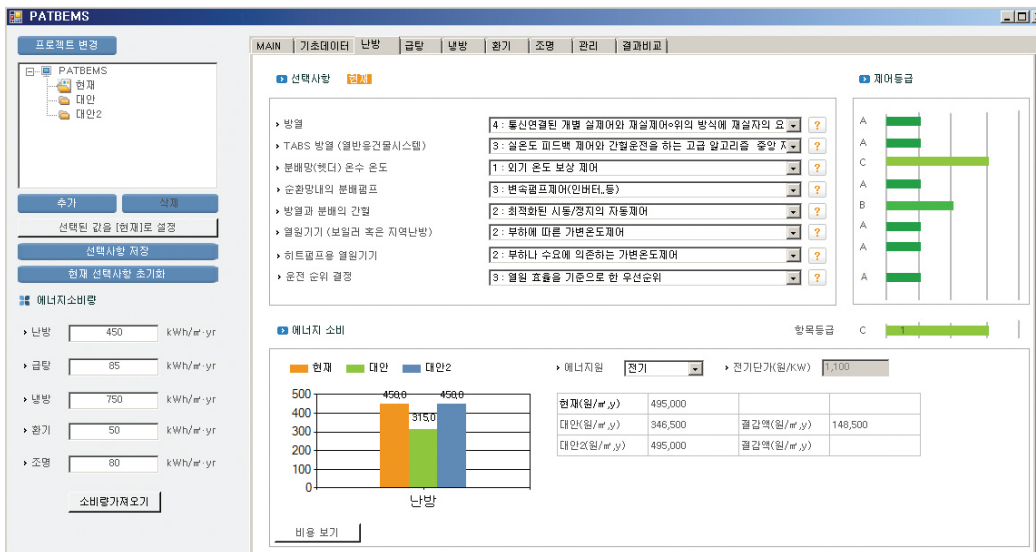 PATBEMS
프로젝트 변경
PATBEMS
현재
대안
대안2
추가
삭제
선택된 값을 [현재]로 설정
선택사항 저장
현재 선택사항 초기화
에너지소비량
난방 450 kWh/㎡·yr
급탕 85 kWh/㎡·yr
냉방 750 kWh/㎡·yr
환기 50 kWh/㎡·yr
조명 80 kWh/㎡·yr
소비량가져오기
MAIN 기초데이터 난방 급탕 냉방 환기 조명 관리 결과비교
선택사항 현재
방열 4 : 통신연결된 개별 실제어와 재실제어∘위의 방식에 재실자의 요 ?
TABS 방열 (열반응건물시스템) 3 : 실온도 피드백 제어와 간헐운전을 하는 고급 알고리즘 중앙 ?
분배망(헷더) 온수 온도 1 : 외기 온도 보상 제어 ?
순환망내의 분배펌프 3 : 변속펌프제어(인버터,등) ?
방열과 분배의 간헐 2 : 최적화된 시동/정지의 자동제어 ?
열원기기 (보일러 혹은 지역난방) 2 : 부하에 따른 가변온도제어 ?
히트펌프용 열원기기 2 : 부하나 수요에 의존하는 가변온도제어 ?
운전 순위 결정 3 : 열원 효율을 기준으로 한 우선순위 ?
제어등급
A
A
C
A
B
A
A
A
에너지 소비
항목등급 C 1
현재 대안 대안2
에너지원 전기
전기단가(원/KW) 1,100
500
400
300
200
100
0
450,0 315,0 450,0
난방
현재(원/㎡,y) 495,000
대안(원/㎡,y) 346,500 절감액(원/㎡,y) 148,500
대안2(원/㎡,y) 495,000 절감액(원/㎡,y)
비용 보기